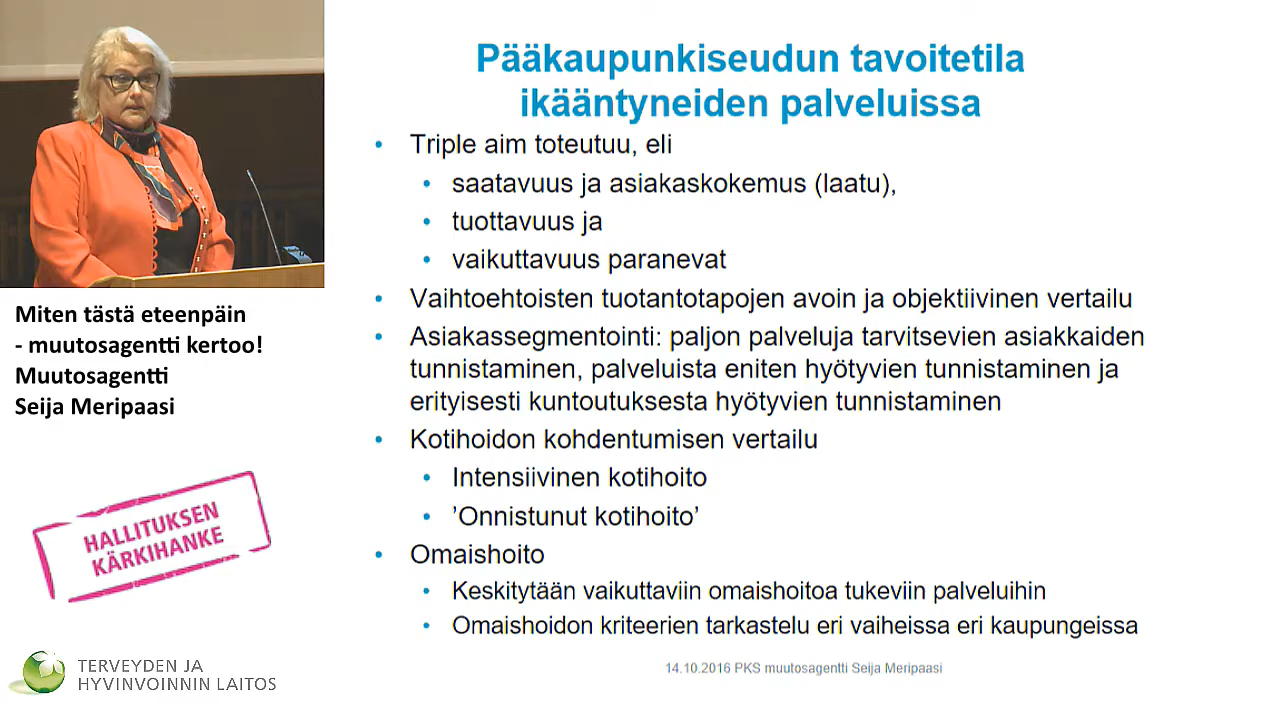 Pääkaupunkiseudun tavoitetila
ikääntyneiden palveluissa
• Triple aim toteutuu, eli
• saatavuus ja asiakaskokemus (laatu),
• tuottavuus ja
• vaikuttavuus paranevat
• Vaihtoehtoisten tuotantotapojen avoin ja objektiivinen vertailu
• Asiakassegmentointi: paljon palveluja tarvitsevien asiakkaiden
tunnistaminen, palveluista eniten hyötyvien tunnistaminen ja
erityisesti kuntoutuksesta hyötyvien tunnistaminen
• Kotihoidon kohdentumisen vertailu
• Intensiivinen kotihoito
• ’Onnistunut kotihoito’
• Omaishoito
• Keskitytään vaikuttaviin omaishoitoa tukeviin palveluihin
• Omaishoidon kriteerien tarkastelu eri vaiheissa eri kaupungeissa
14.10.2016 PKS muutosagentti Seija Meripaasi
Miten tästä eteenpäin
- muutosagentti kertoo!
Muutosagentti
Seija Meripaasi
HALLITUKSEN
KÄRKIHANKE
TERVEYDEN JA
HYVINVOINNIN LAITOS